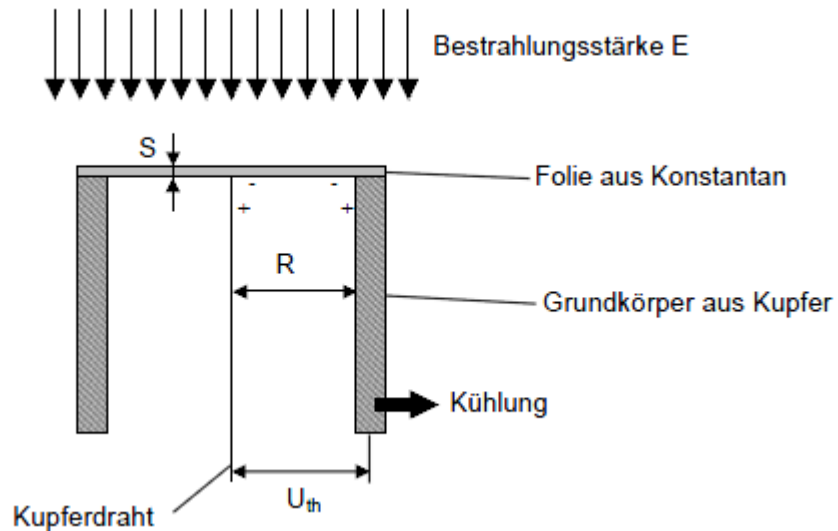 Bestrahlungsstärke E
S
Folie aus Konstantan
- -
+ +
R
Grundkörper aus Kupfer
Kühlung
Uth
Kupferdraht